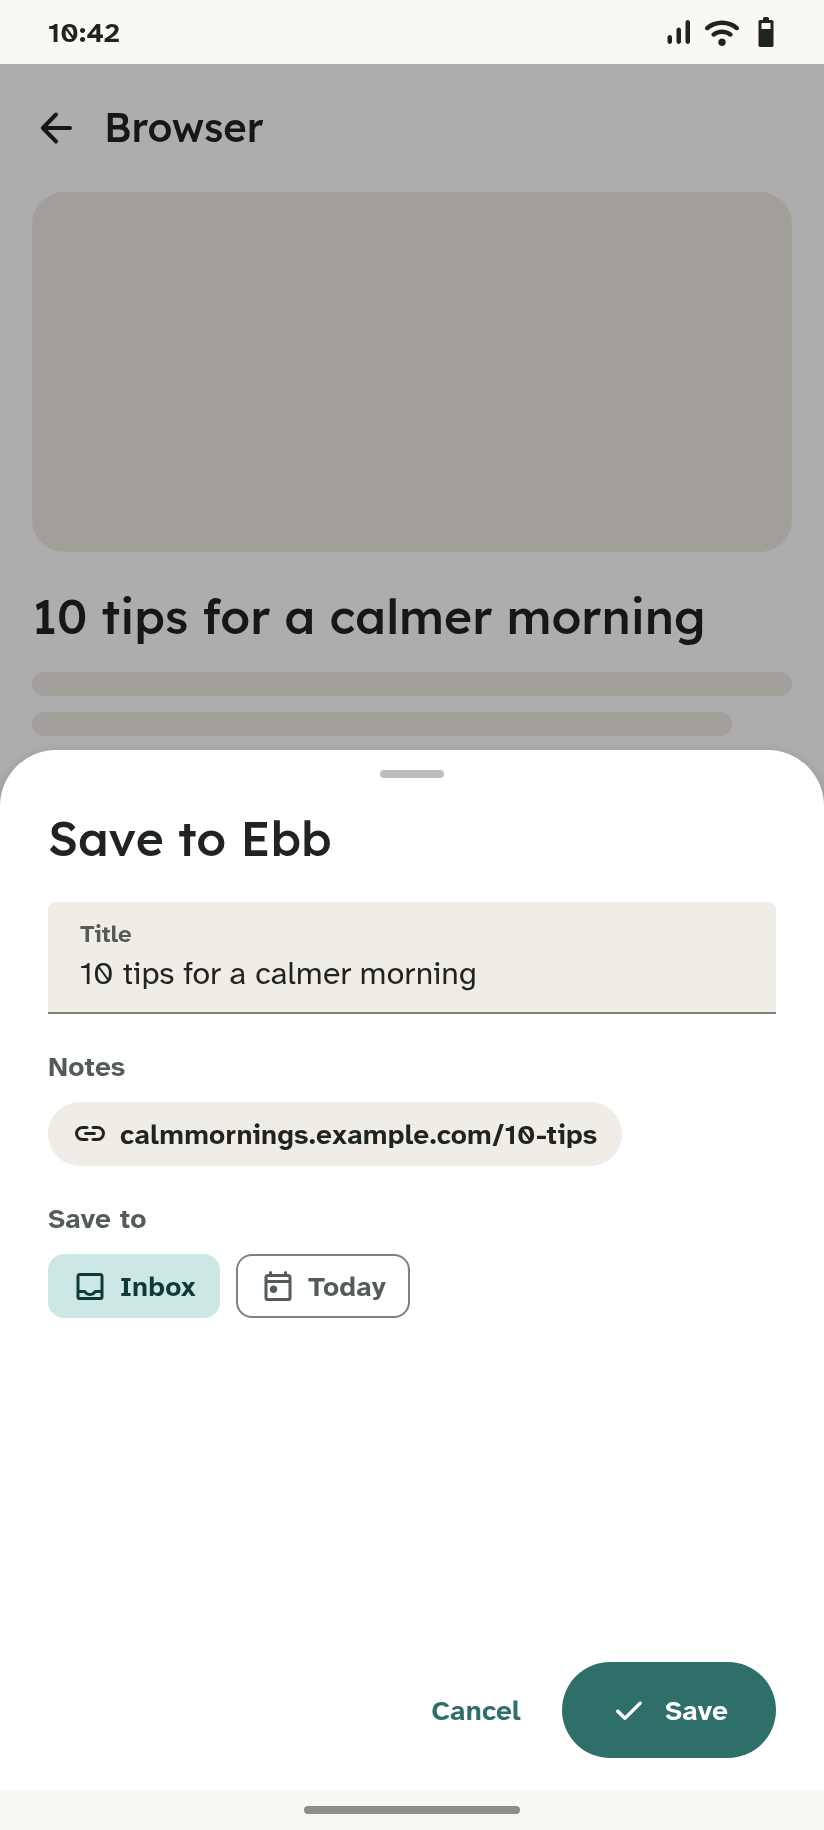 10:42
Browser
10 tips for a calmer morning
Save to Ebb
Title
10 tips for a calmer morning
Notes
calmmornings.example.com/10-tips
Save to
Inbox Today
Cancel Save